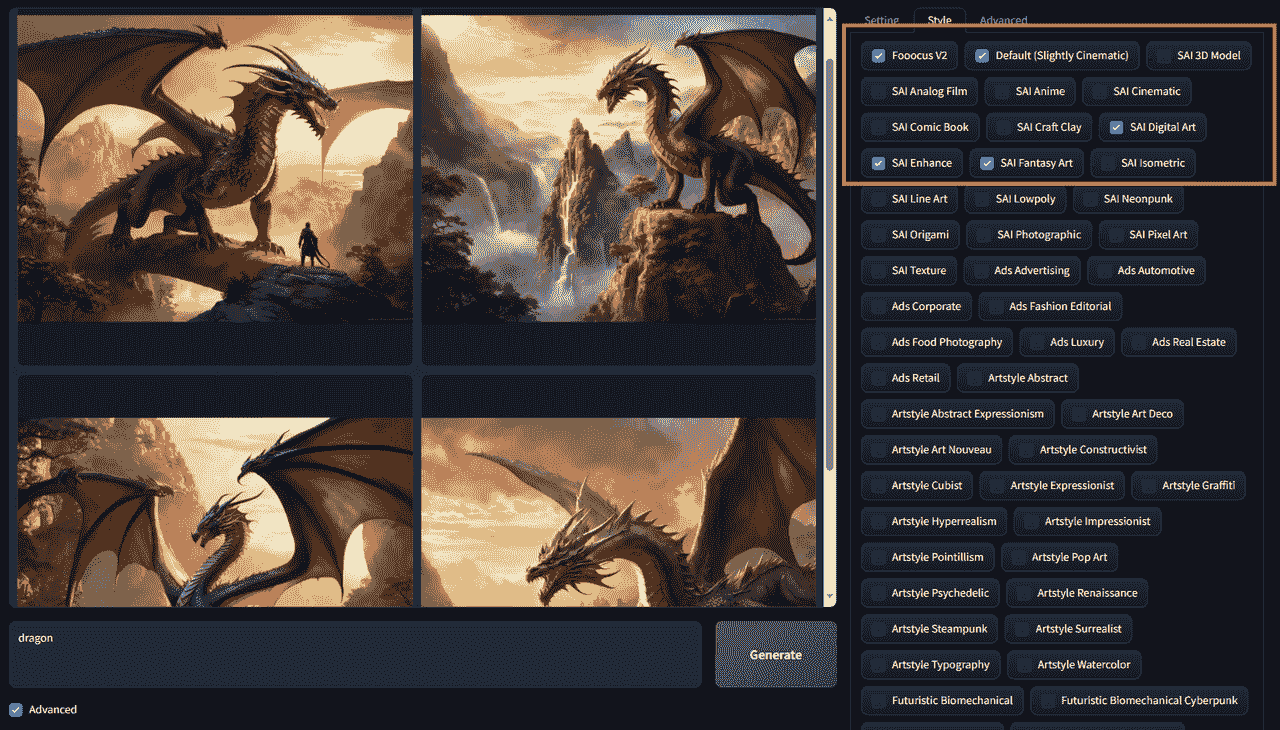 Setting Style Advanced
Fooocus V2 Default (Slightly Cinematic) SAI 3D Model
SAI Analog Film SAI Anime SAI Cinematic
SAI Comic Book SAI Craft Clay SAI Digital Art
SAI Enhance SAI Fantasy Art SAI Isometric
SAI Line Art SAI Lowpoly SAI Neonpunk
SAI Origami SAI Photographic SAI Pixel Art
SAI Texture Ads Advertising Ads Automotive
Ads Corporate Ads Fashion Editorial
Ads Food Photography Ads Luxury Ads Real Estate
Ads Retail Artstyle Abstract
Artstyle Abstract Expressionism Artstyle Art Deco
Artstyle Art Nouveau Artstyle Constructivist
Artstyle Cubist Artstyle Expressionist Artstyle Graffiti
Artstyle Hyperrealism Artstyle Impressionist
Artstyle Pointillism Artstyle Pop Art
Artstyle Psychedelic Artstyle Renaissance
Artstyle Steampunk Artstyle Surrealist
Artstyle Typography Artstyle Watercolor
Futuristic Biomechanical Futuristic Biomechanical Cyberpunk
dragon
Generate
Advanced